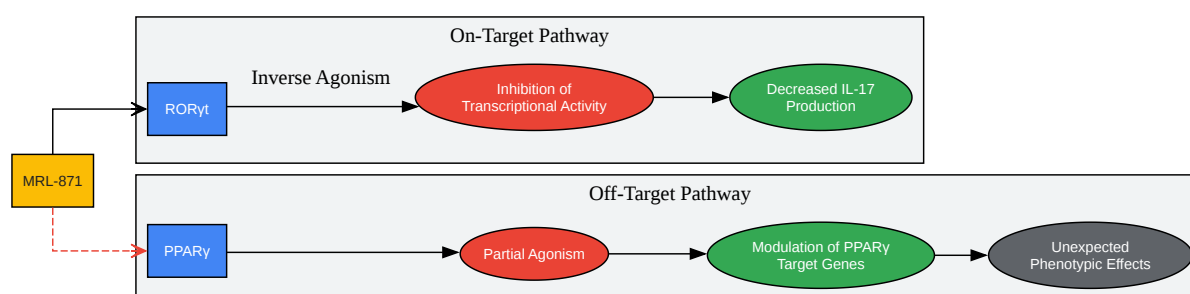 On-Target Pathway
Inverse Agonism
RORγt
Inhibition of
Transcriptional Activity
Decreased IL-17
Production
MRL-871
Off-Target Pathway
PPARγ
Partial Agonism
Modulation of PPARγ
Target Genes
Unexpected
Phenotypic Effects